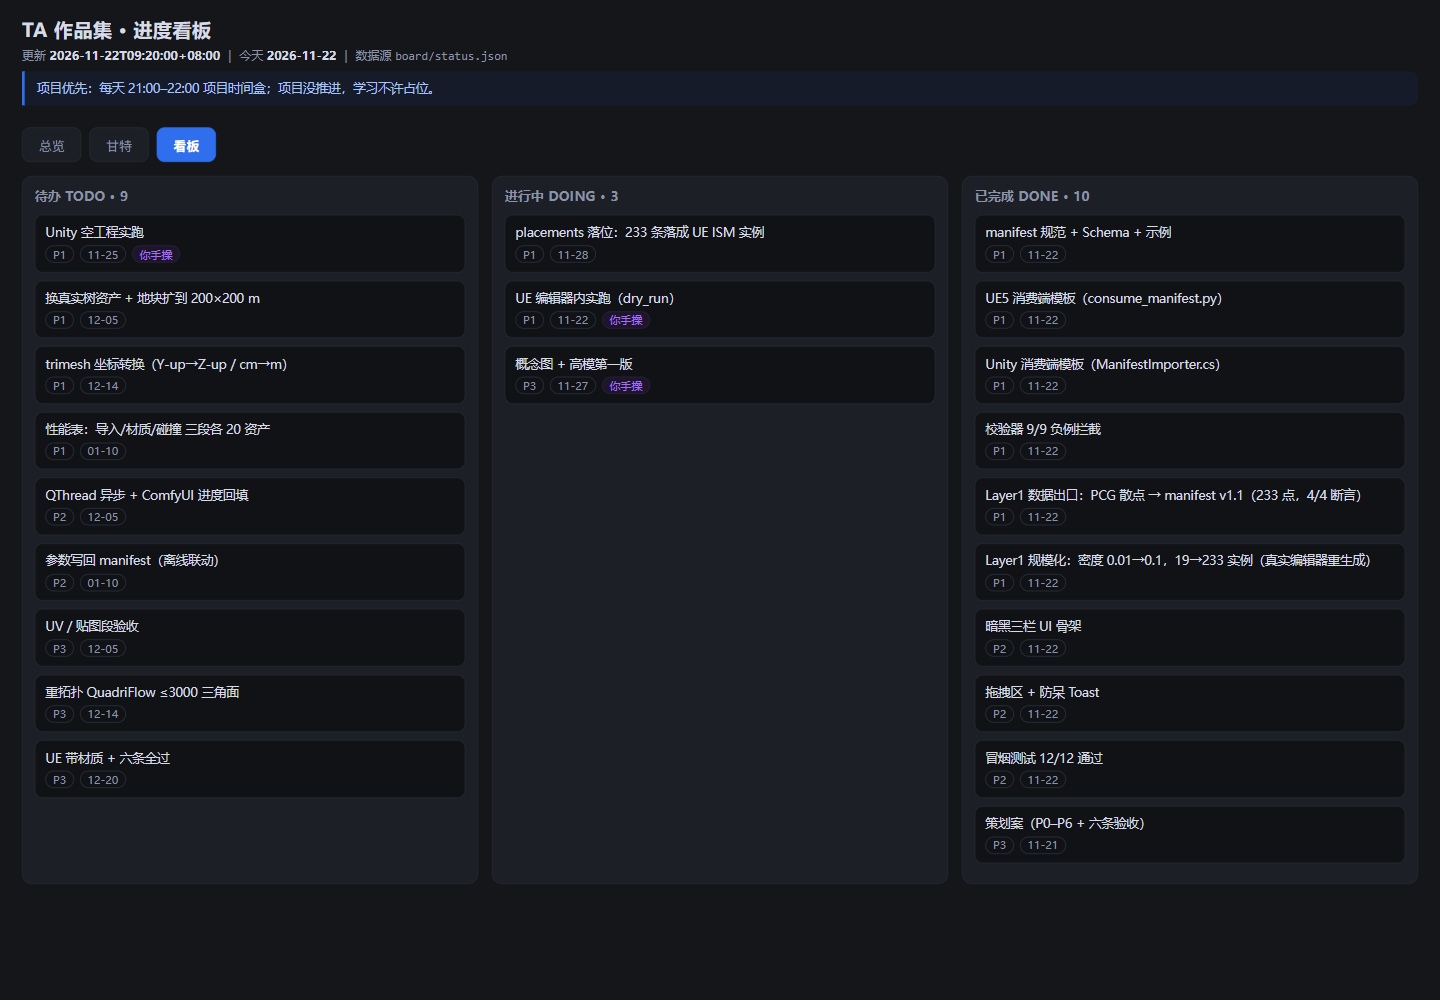 TA 作品集 • 进度看板
更新 2026-11-22T09:20:00+08:00 | 今天 2026-11-22 | 数据源 board/status.json
项目优先：每天 21:00–22:00 项目时间盒；项目没推进，学习不许占位。
总览 甘特 看板
待办 TODO • 9
Unity 空工程实跑
P1 11-25 你手操
换真实树资产 + 地块扩到 200×200 m
P1 12-05
trimesh 坐标转换（Y-up→Z-up / cm→m）
P1 12-14
性能表：导入/材质/碰撞 三段各 20 资产
P1 01-10
QThread 异步 + ComfyUI 进度回填
P2 12-05
参数写回 manifest（离线联动）
P2 01-10
UV / 贴图段验收
P3 12-05
重拓扑 QuadriFlow ≤3000 三角面
P3 12-14
UE 带材质 + 六条全过
P3 12-20
进行中 DOING • 3
placements 落位：233 条落成 UE ISM 实例
P1 11-28
UE 编辑器内实跑（dry_run）
P1 11-22 你手操
概念图 + 高模第一版
P3 11-27 你手操
已完成 DONE • 10
manifest 规范 + Schema + 示例
P1 11-22
UE5 消费端模板（consume_manifest.py）
P1 11-22
Unity 消费端模板（ManifestImporter.cs）
P1 11-22
校验器 9/9 负例拦截
P1 11-22
Layer1 数据出口：PCG 散点 → manifest v1.1（233 点，4/4 断言）
P1 11-22
Layer1 规模化：密度 0.01→0.1，19→233 实例（真实编辑器重生成）
P1 11-22
暗黑三栏 UI 骨架
P2 11-22
拖拽区 + 防呆 Toast
P2 11-22
冒烟测试 12/12 通过
P2 11-22
策划案（P0–P6 + 六条验收）
P3 11-21